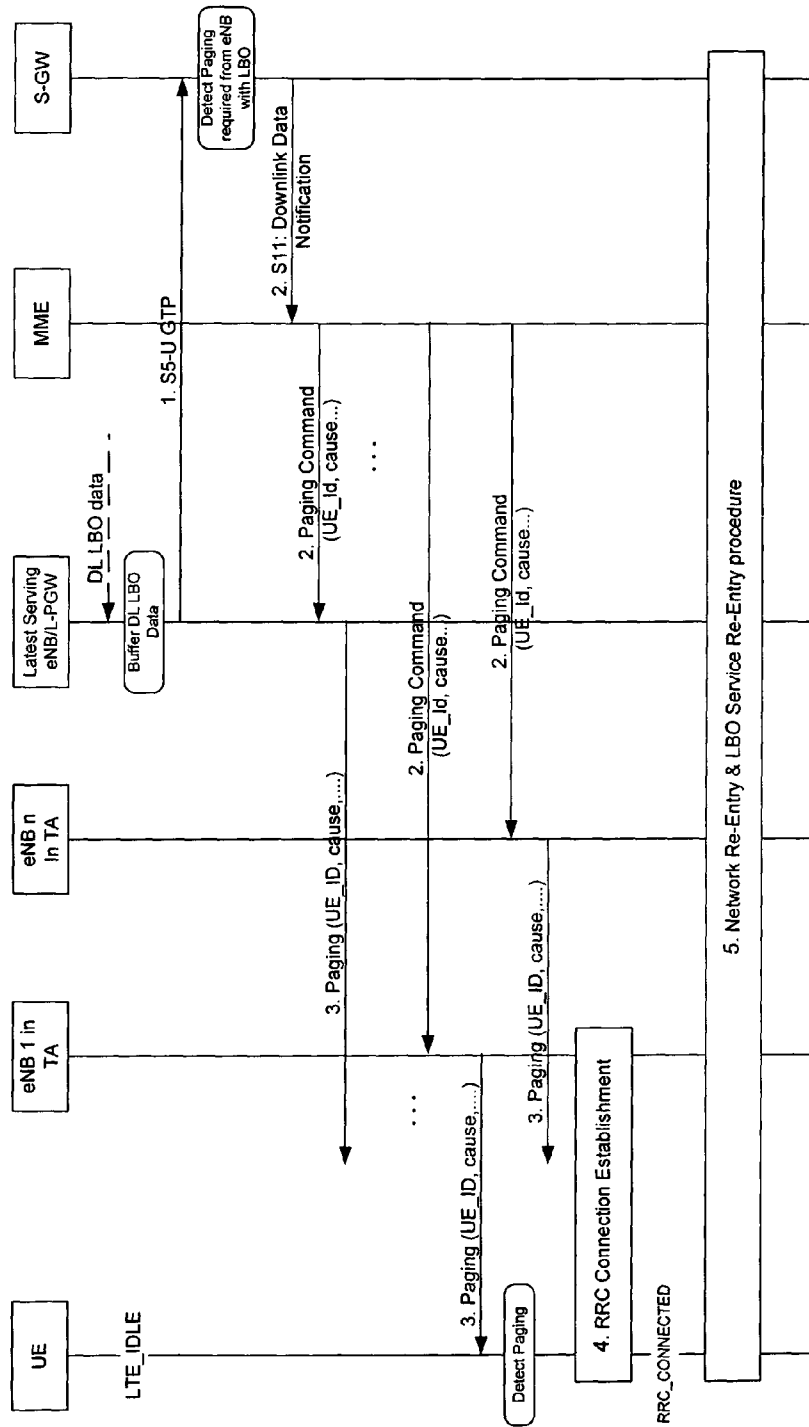 UE
eNB 1 in
TA
eNB n
In TA
Latest Serving
eNB/L-PGW
MME
S-GW
LTE_IDLE
DL LBO data
Buffer DL LBO
Data
1. S5-U GTP
Detect Paging
required from eNB
with LBO
2. S11: Downlink Data
Notification
2. Paging Command
(UE_Id, cause...)
3. Paging (UE_ID, cause,....)
. . .
. . .
2. Paging Command
(UE_Id, cause...)
3. Paging (UE_ID, cause,....)
2. Paging Command
(UE_Id, cause...)
Detect Paging
3. Paging (UE_ID, cause,....)
4. RRC Connection Establishment
RRC_CONNECTED
5. Network Re-Entry & LBO Service Re-Entry procedure